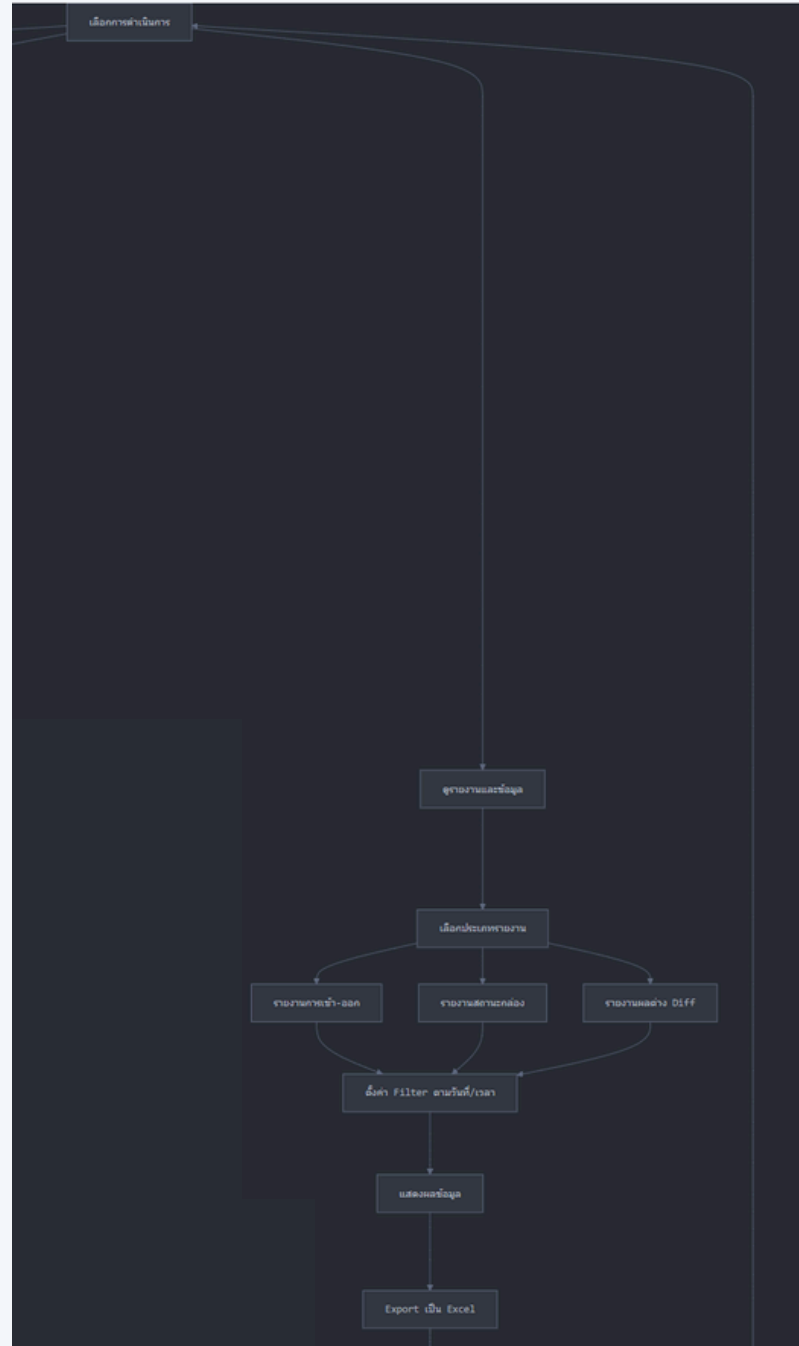 เลือกการดำเนินการ
ดูรายงานและข้อมูล
เลือกประเภทรายงาน
รายงานการเข้า-ออก
รายงานสถานะกล่อง
รายงานผลต่าง Diff
ตั้งค่า Filter ตามวันที่/เวลา
แสดงผลข้อมูล
Export เป็น Excel